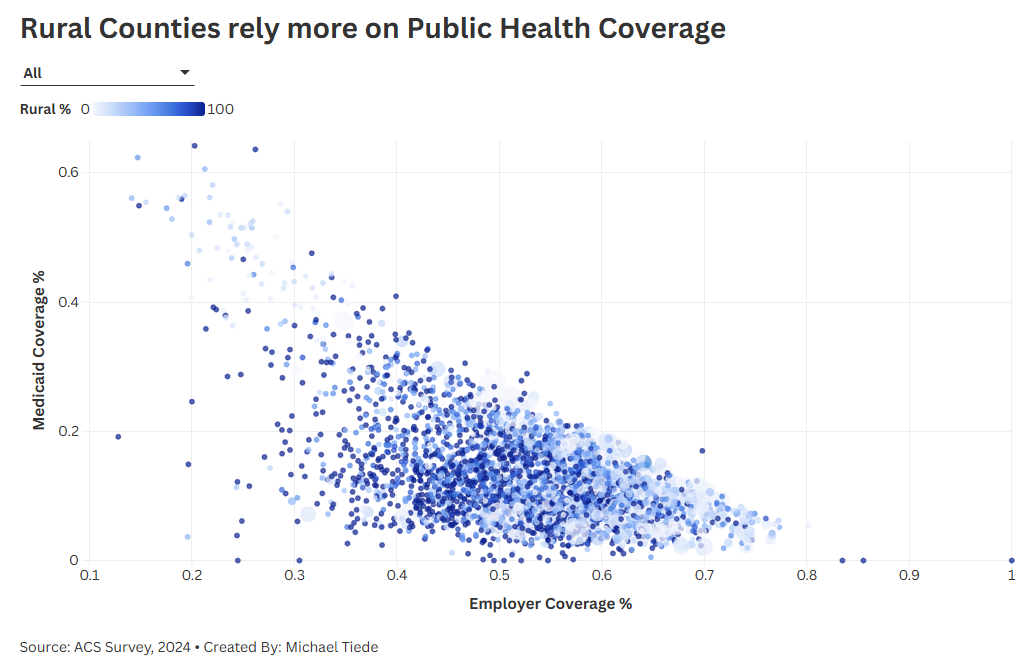 Rural Counties rely more on Public Health Coverage
All
Rural % 0 100
0.6
0.4
0.2
0
Medicaid Coverage %
0.1 0.2 0.3 0.4 0.5 0.6 0.7 0.8 0.9 1
Employer Coverage %
Source: ACS Survey, 2024 • Created By: Michael Tiede